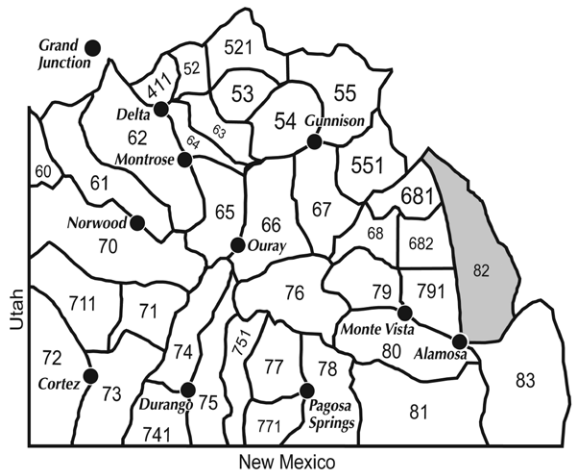 521
Grand
Junction
52
411
53
55
Delta
54
Gunnison
62
63
64
Montrose
551
60
61
681
65
66
67
Norwood
68
682
70
Ouray
82
76
79
791
711
71
Monte Vista
Utah
751
74
77
78
80
Alamosa
72
Cortez
73
75
Durango
Pagosa
Springs
83
81
741
771
New Mexico